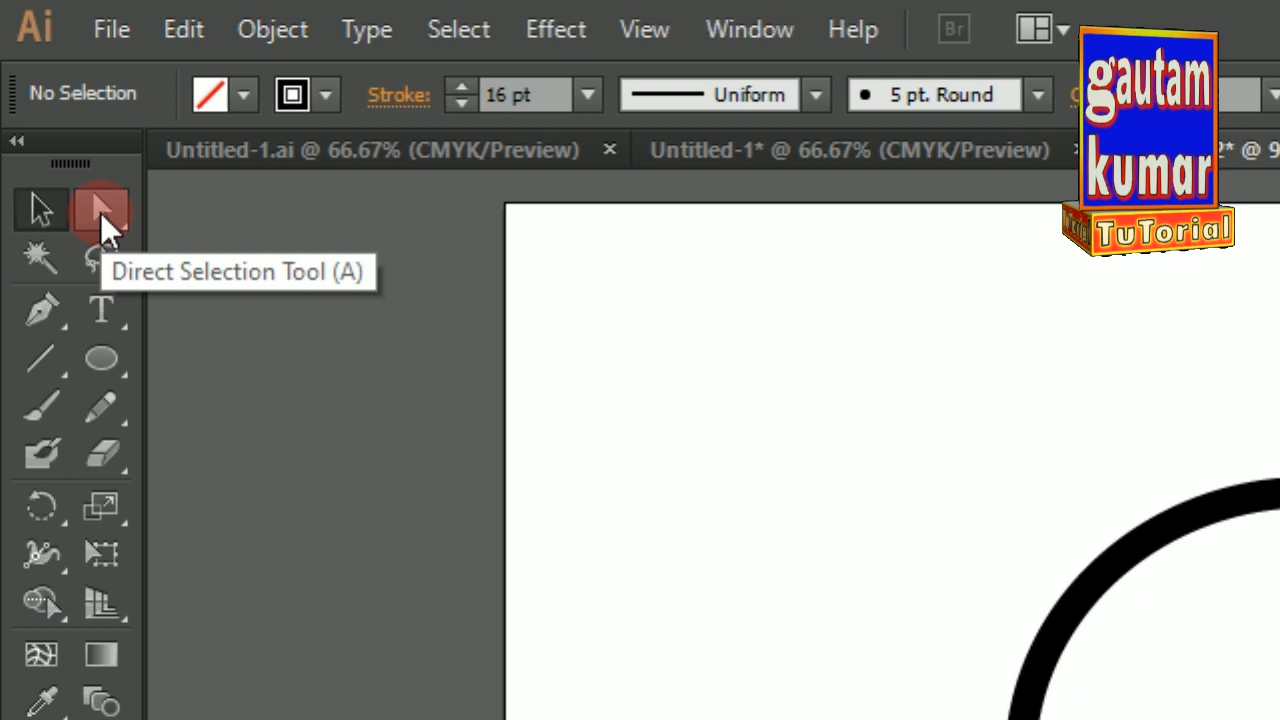 Ai File Edit Object Type Select Effect View Window Help Br
No Selection Stroke: 16 pt Uniform 5 pt. Round
Untitled-1.ai @ 66.67% (CMYK/Preview) × Untitled-1* @ 66.67% (CMYK/Preview) 2* @ 9
gautam
kumar
TuTorial
Direct Selection Tool (A)
T